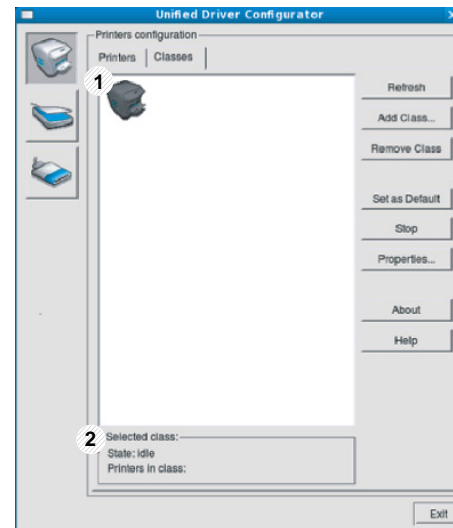 Unified Driver Configurator
Printers configuration
Printers
Classes
1
Refresh
Add Class...
Remove Class
Set as Default
Stop
Properties...
About
Help
2
Selected class:
State: idle
Printers in class:
Exit